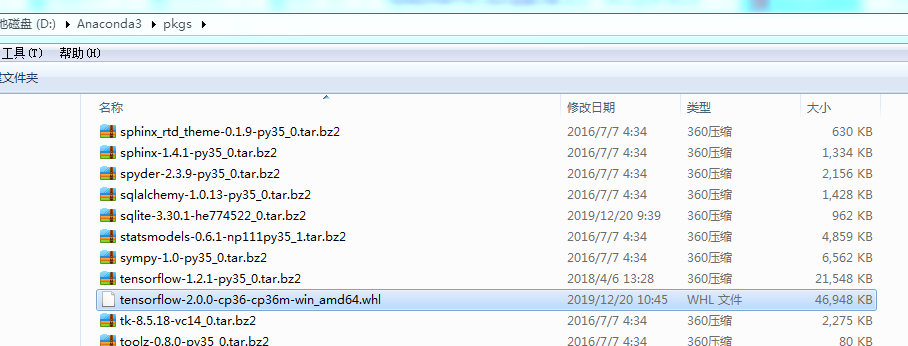 地磁盘 (D:) ▸ Anaconda3 ▸ pkgs ▸
工具(T) 帮助(H)
文件夹
名称 修改日期 类型 大小
sphinx_rtd_theme-0.1.9-py35_0.tar.bz2 2016/7/7 4:34 360压缩 630 KB
sphinx-1.4.1-py35_0.tar.bz2 2016/7/7 4:34 360压缩 1,334 KB
spyder-2.3.9-py35_0.tar.bz2 2016/7/7 4:34 360压缩 2,156 KB
sqlalchemy-1.0.13-py35_0.tar.bz2 2016/7/7 4:34 360压缩 1,428 KB
sqlite-3.30.1-he774522_0.tar.bz2 2019/12/20 9:39 360压缩 962 KB
statsmodels-0.6.1-np111py35_1.tar.bz2 2016/7/7 4:34 360压缩 4,859 KB
sympy-1.0-py35_0.tar.bz2 2016/7/7 4:34 360压缩 6,562 KB
tensorflow-1.2.1-py35_0.tar.bz2 2018/4/6 13:28 360压缩 21,548 KB
tensorflow-2.0.0-cp36-cp36m-win_amd64.whl 2019/12/20 10:45 WHL 文件 46,948 KB
tk-8.5.18-vc14_0.tar.bz2 2016/7/7 4:34 360压缩 2,275 KB
toolz-0.8.0-py35_0.tar.bz2 2016/7/7 4:34 360压缩 80 KB